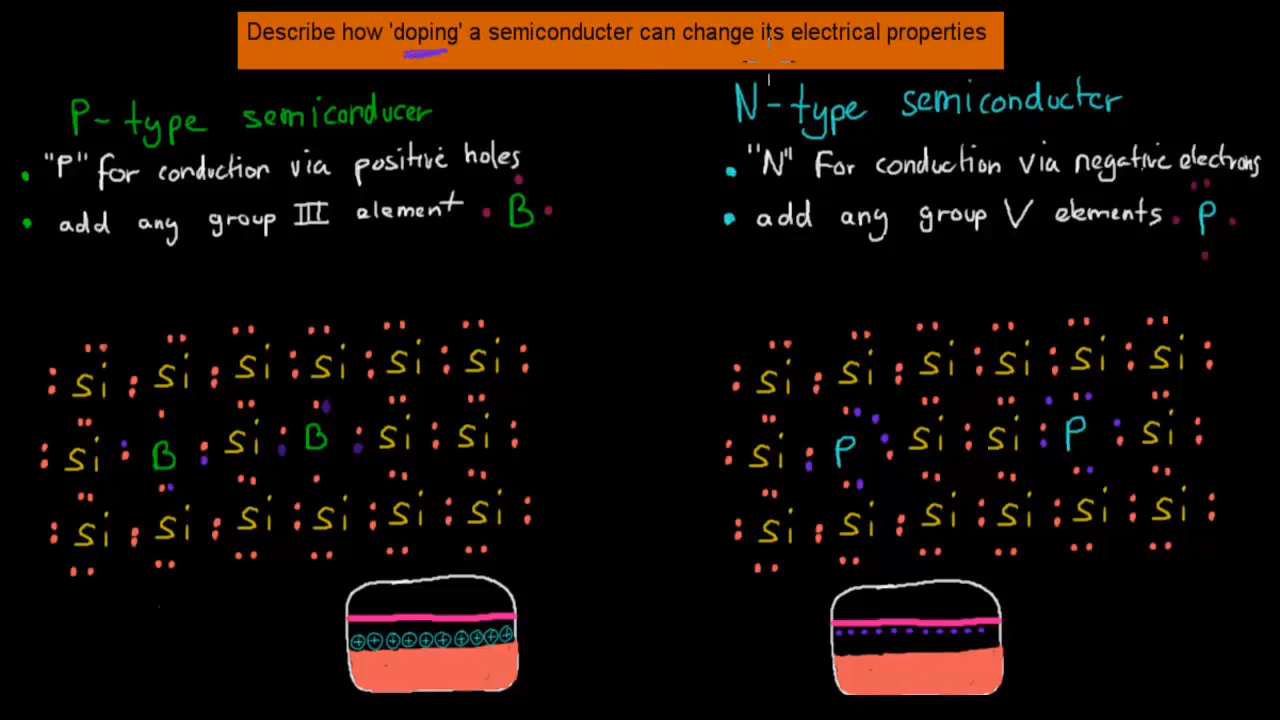 Describe how 'doping' a semiconducter can change its electrical properties
P-type semiconducer
"P" for conduction via positive holes
add any group III element B
N-type semiconducter
"N" For conduction via negative electrons
add any group V elements P
Si Si Si Si Si Si
Si B Si B Si Si
Si Si Si Si Si Si
Si Si Si Si Si Si
Si P Si Si P Si
Si Si Si Si Si Si